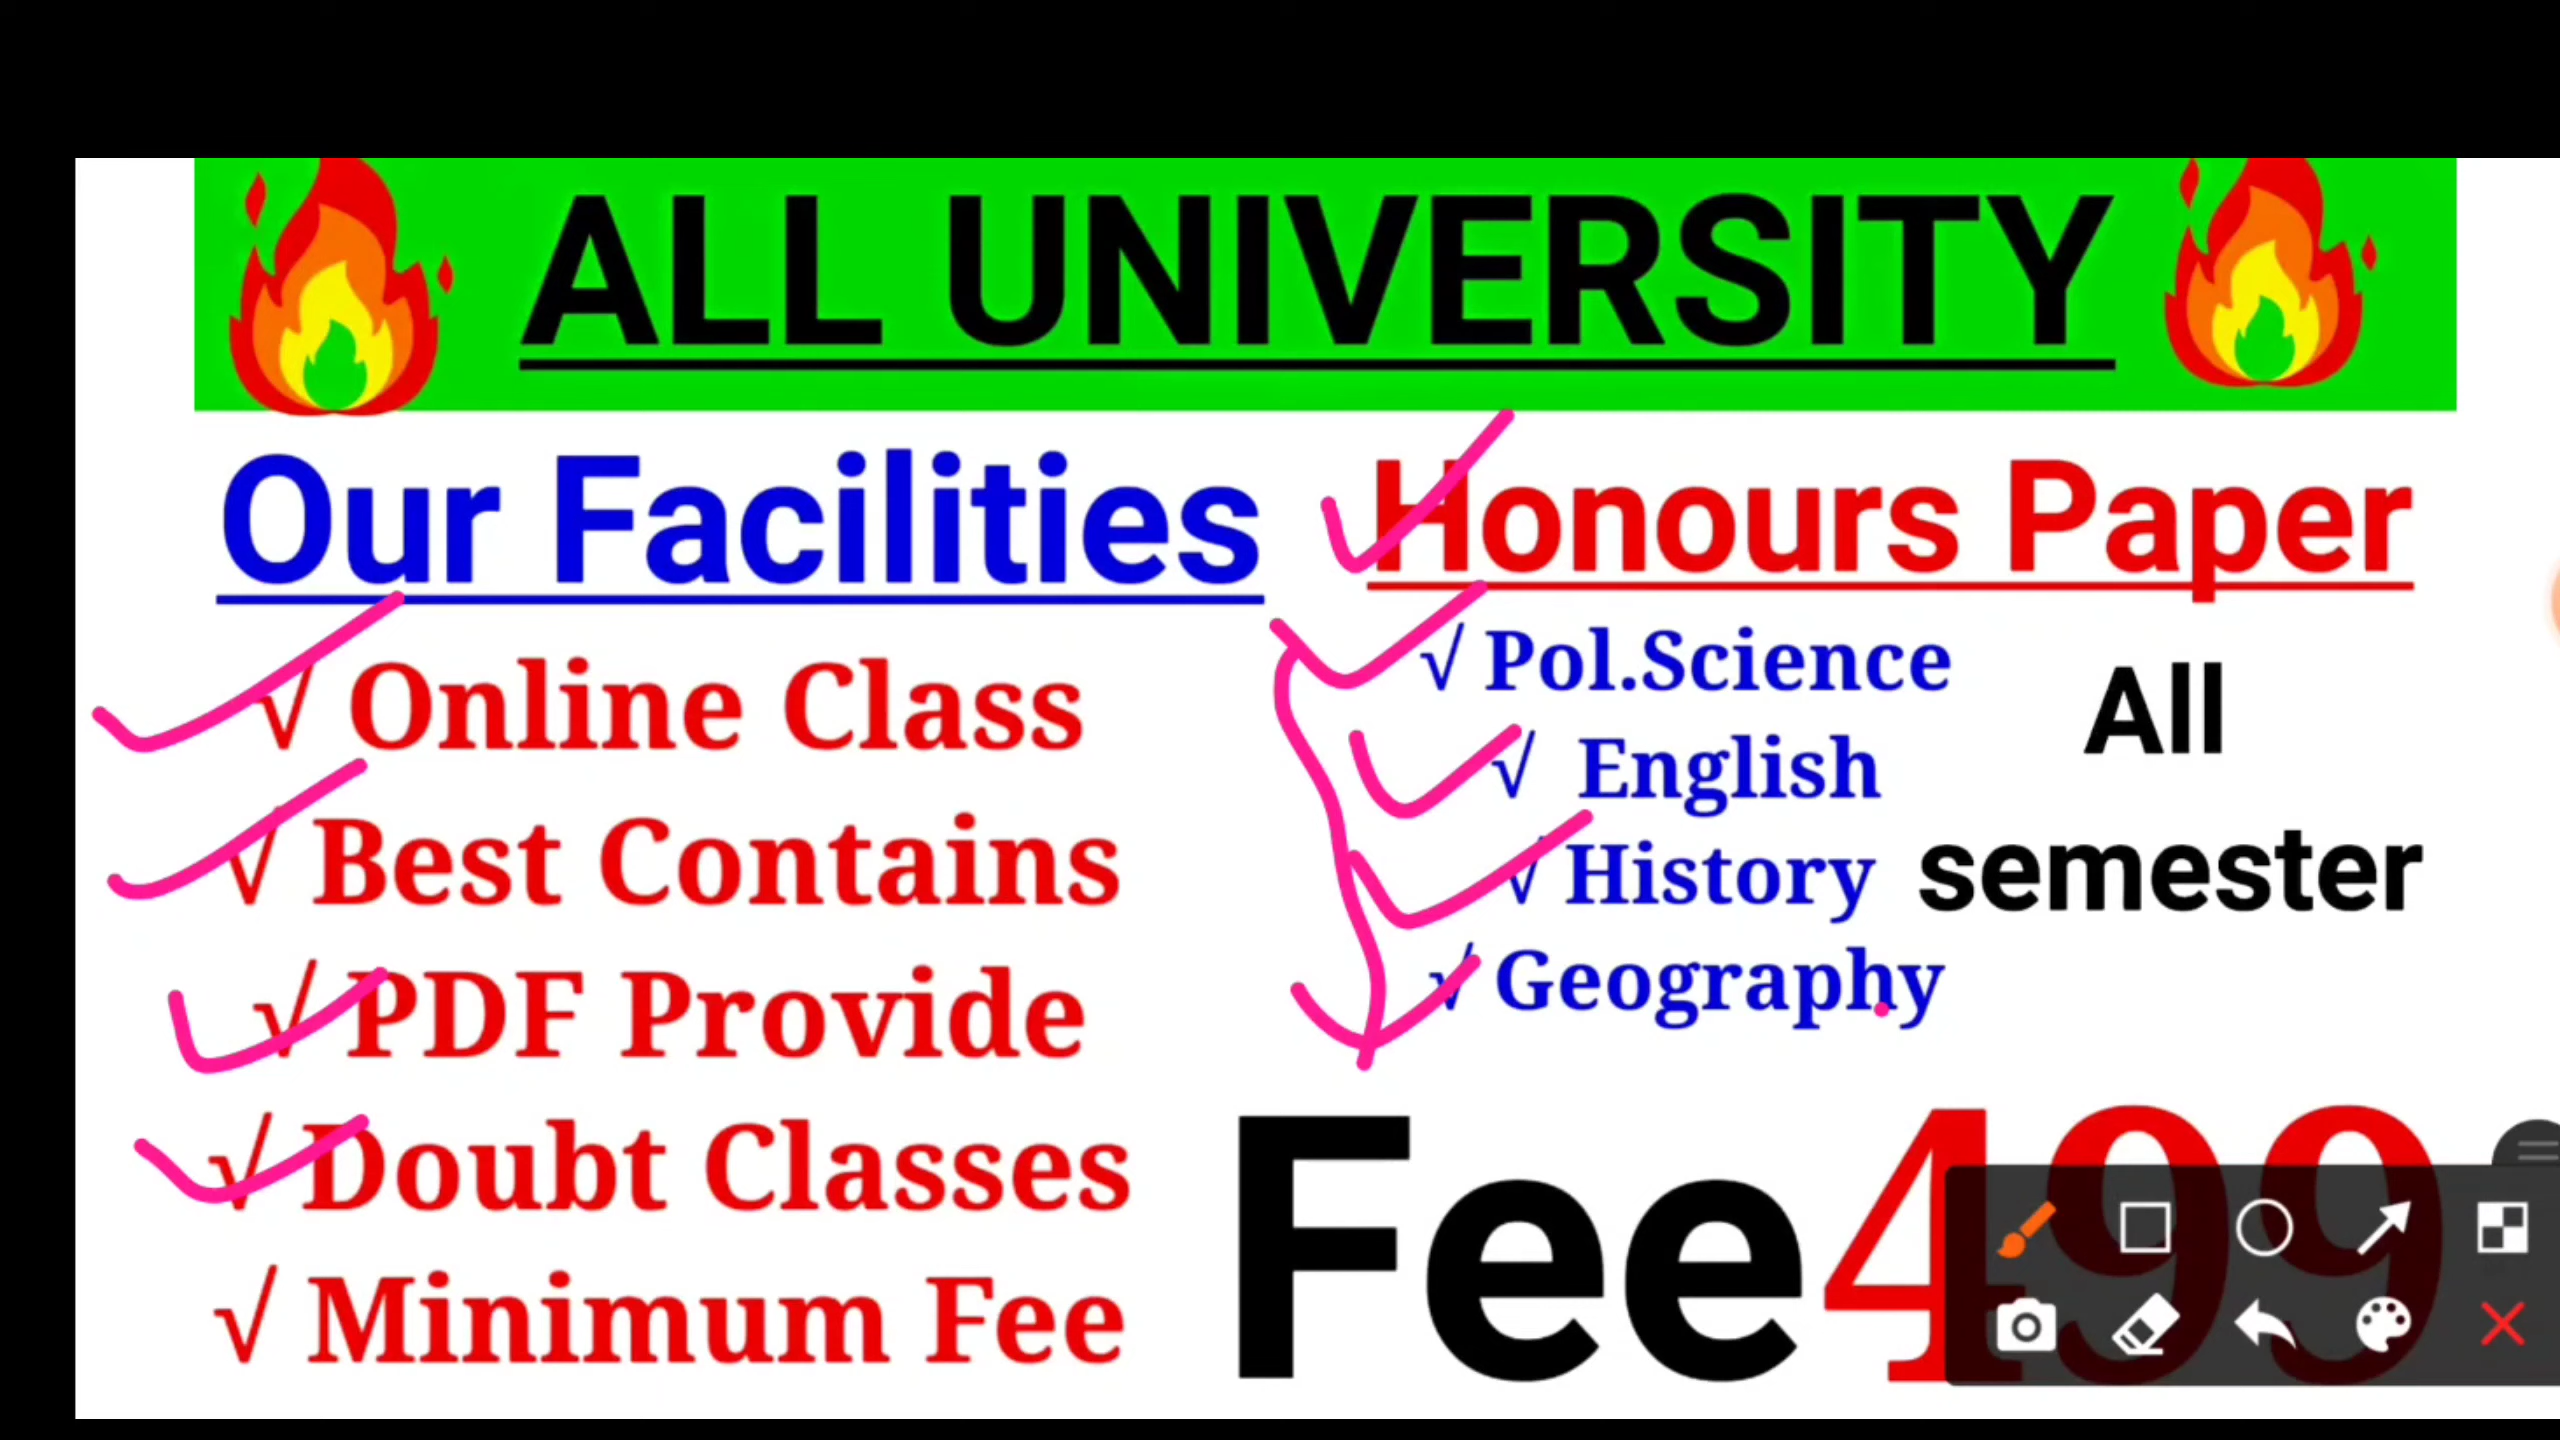 ALL UNIVERSITY
Our Facilities
√ Online Class
√ Best Contains
√ PDF Provide
√ Doubt Classes
√ Minimum Fee
Honours Paper
√ Pol.Science
√ English
√ History
√ Geography
All
semester
Fee 499